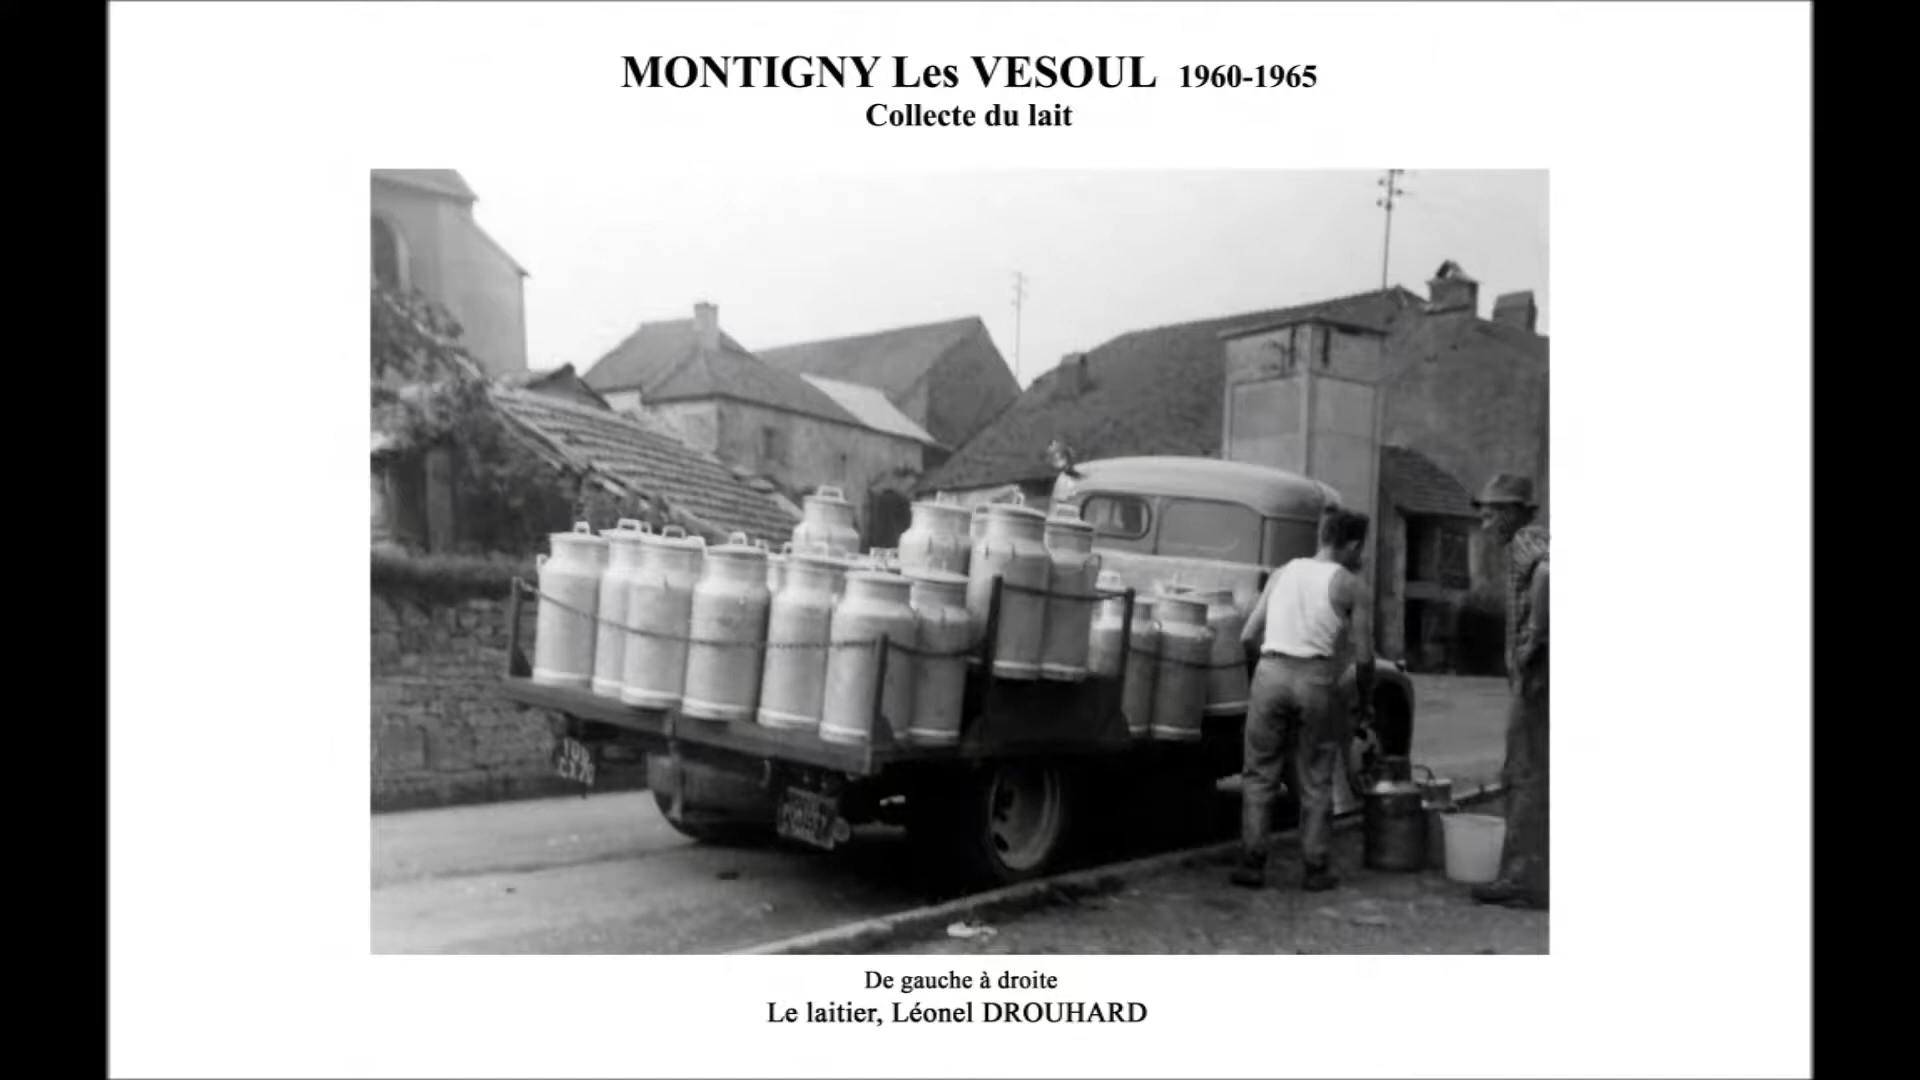 MONTIGNY Les VESOUL 1960-1965
Collecte du lait
De gauche à droite
Le laitier, Léonel DROUHARD